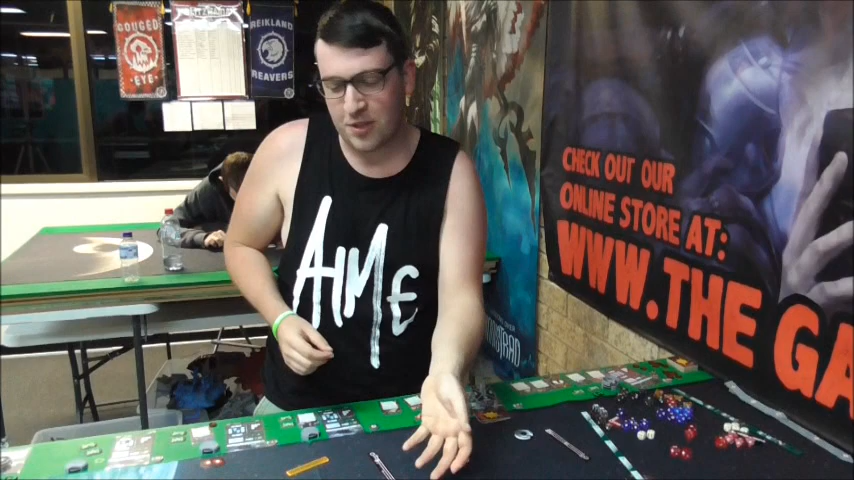 GOUGED
EYE
REIKLAND
REAVERS
AIME
CHECK OUT OUR
ONLINE STORE AT:
WWW.THE GA